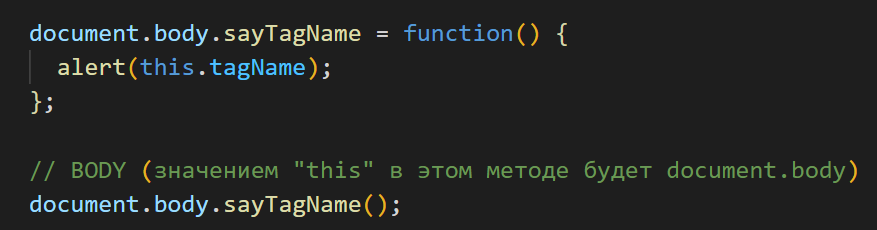 document.body.sayTagName = function() {
  alert(this.tagName);
};
// BODY (значением "this" в этом методе будет document.body)
document.body.sayTagName();